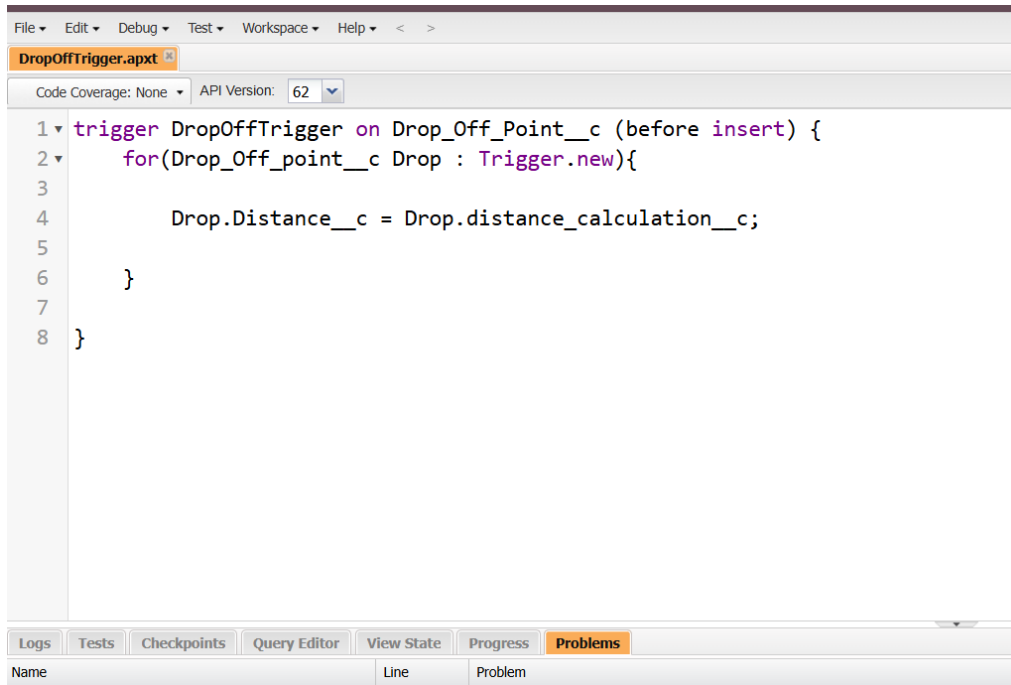 File Edit Debug Test Workspace Help < >
DropOffTrigger.apxt
Code Coverage: None API Version: 62
1 trigger DropOffTrigger on Drop_Off_Point__c (before insert) {
2 for(Drop_Off_point__c Drop : Trigger.new){
3
4 Drop.Distance__c = Drop.distance_calculation__c;
5
6 }
7
8 }
Logs Tests Checkpoints Query Editor View State Progress Problems
Name Line Problem